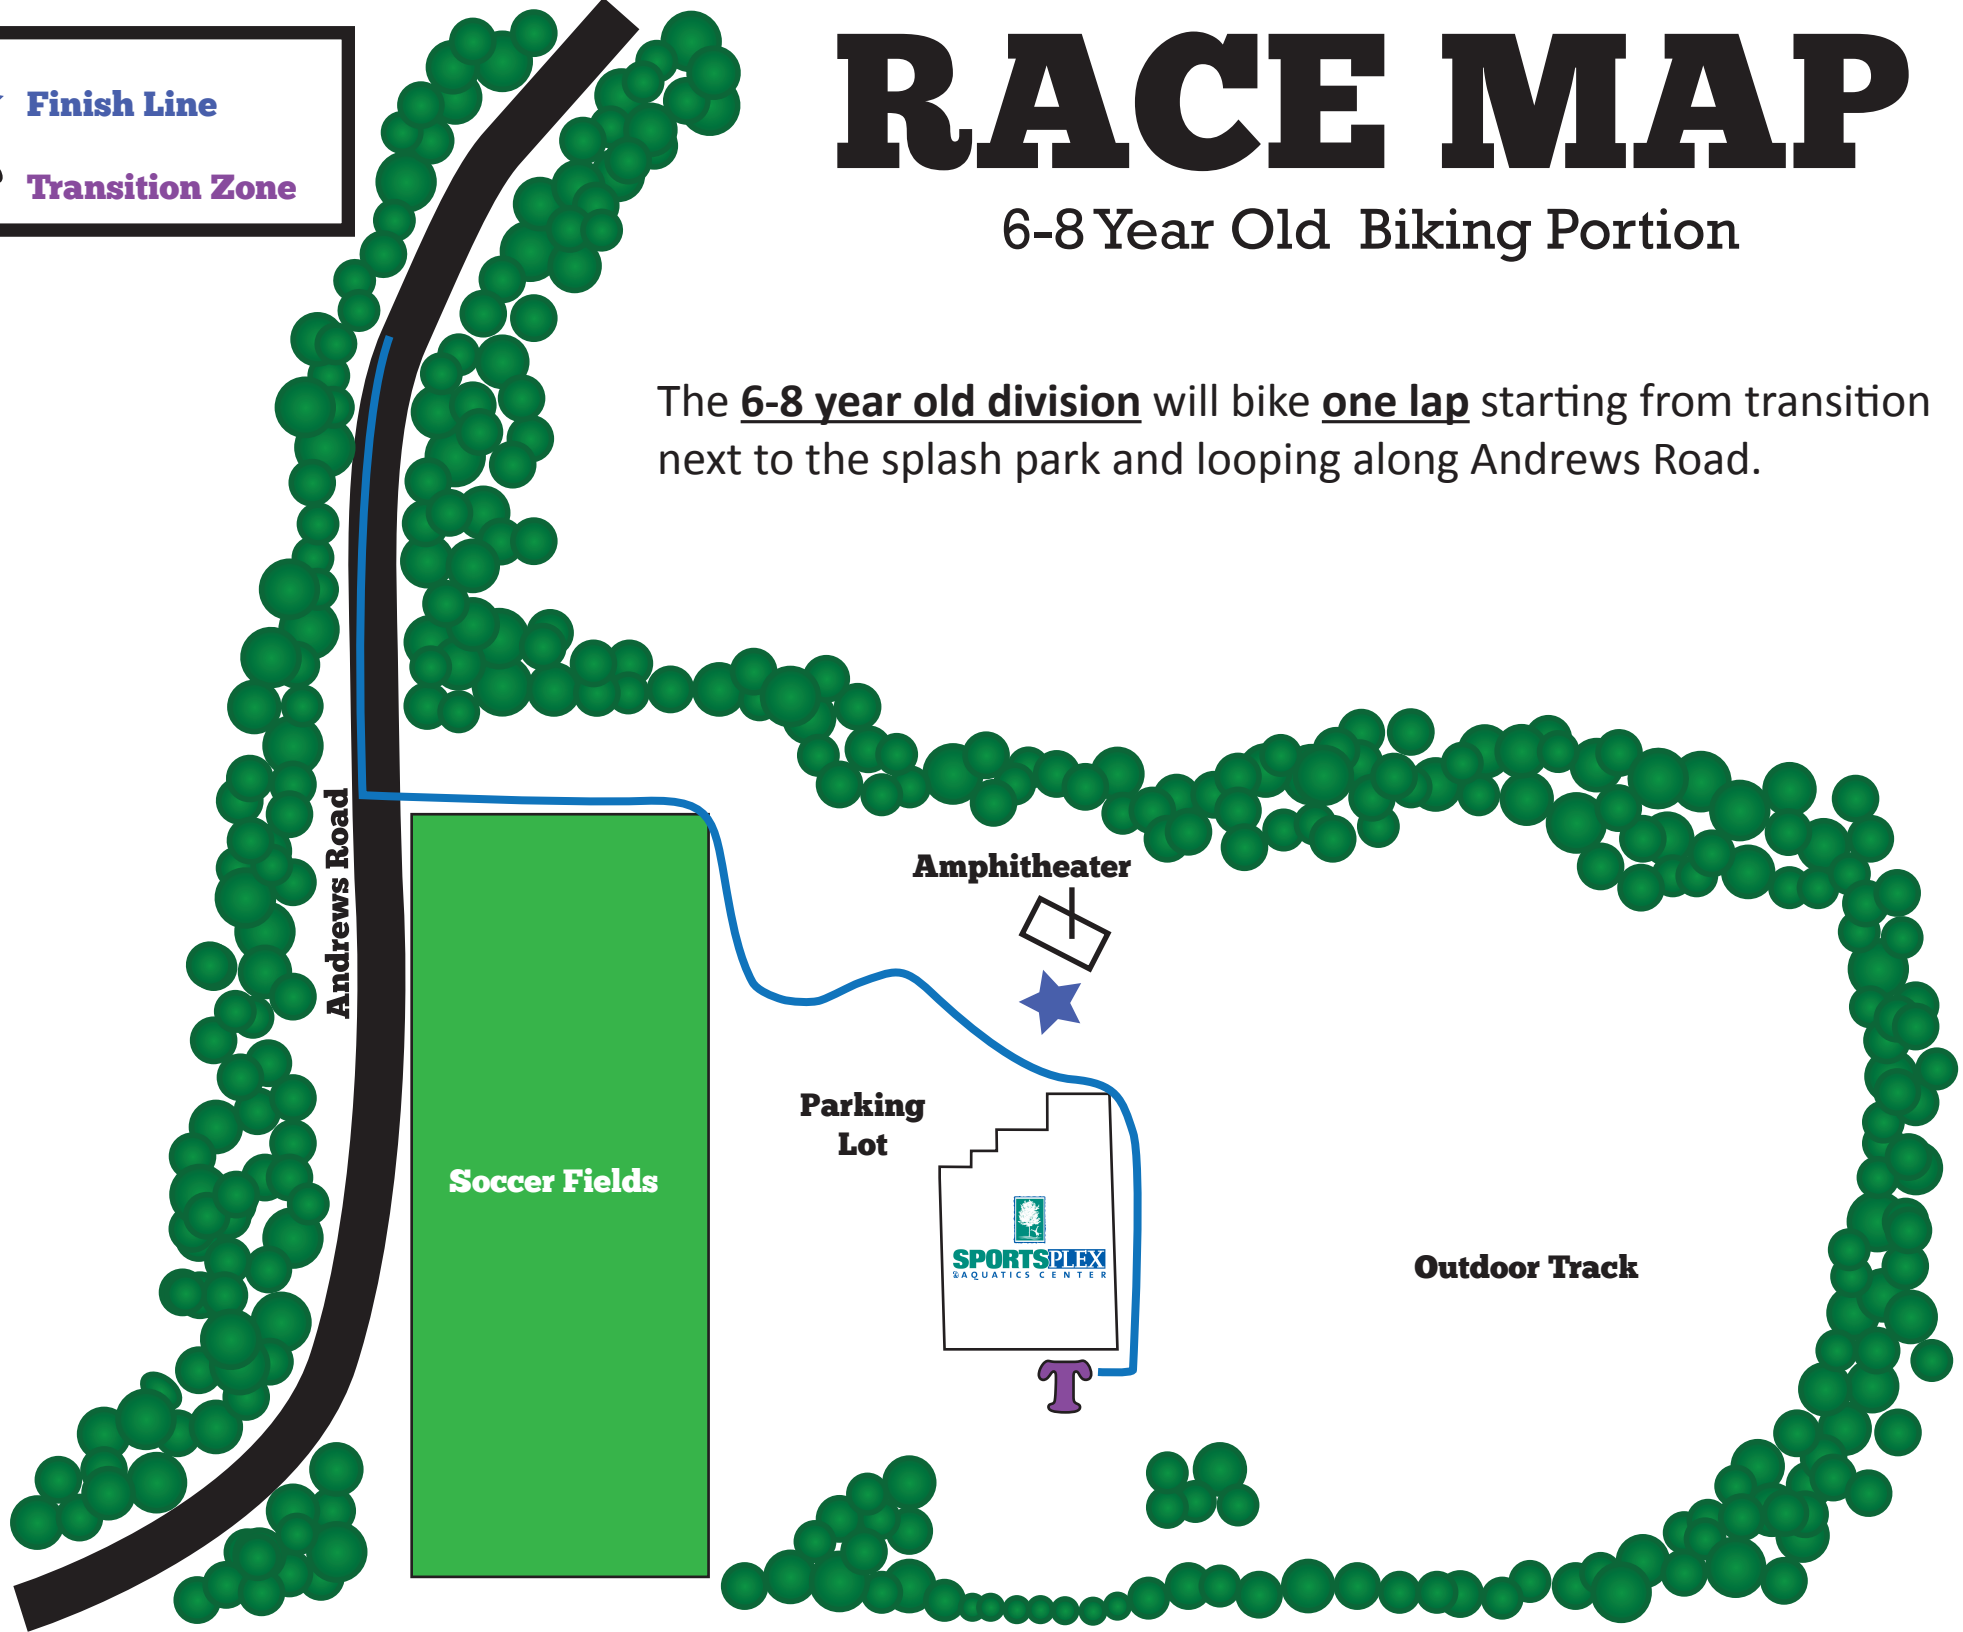 Finish Line
Transition Zone
RACE MAP
6-8 Year Old Biking Portion
The 6-8 year old division will bike one lap starting from transition
next to the splash park and looping along Andrews Road.
Andrews Road
Amphitheater
Parking
Lot
Soccer Fields
SPORTSPLEX
& AQUATICS CENTER
Outdoor Track
T